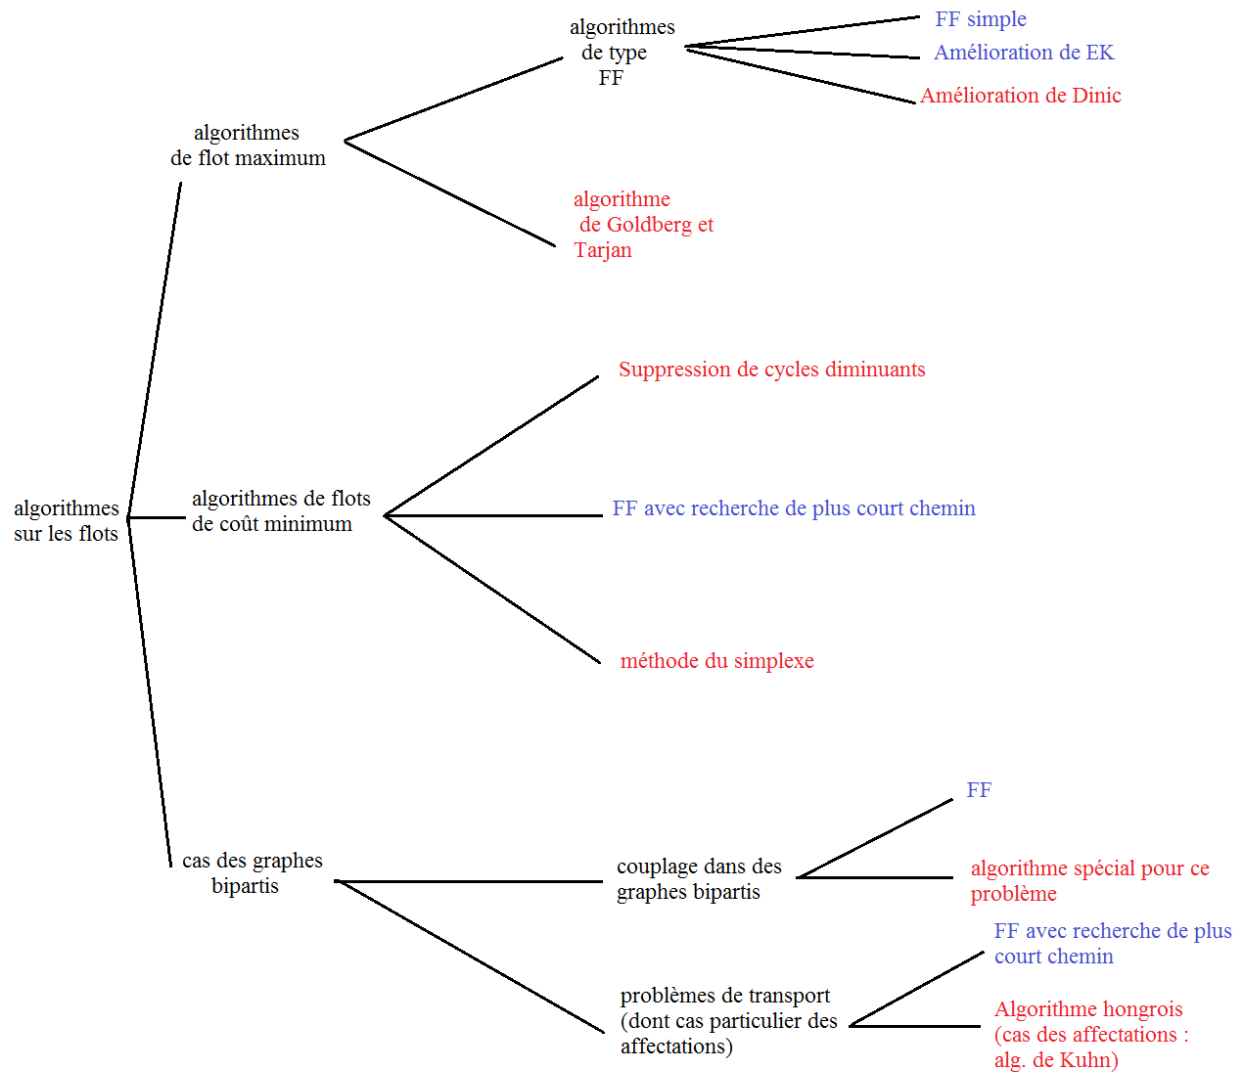 algorithmes
de type
FF
FF simple
Amélioration de EK
Amélioration de Dinic
algorithmes
de flot maximum
algorithme
de Goldberg et
Tarjan
Suppression de cycles diminuants
algorithmes
sur les flots
algorithmes de flots
de coût minimum
FF avec recherche de plus court chemin
méthode du simplexe
cas des graphes
bipartis
couplage dans des
graphes bipartis
FF
algorithme spécial pour ce
problème
problèmes de transport
(dont cas particulier des
affectations)
FF avec recherche de plus
court chemin
Algorithme hongrois
(cas des affectations :
alg. de Kuhn)